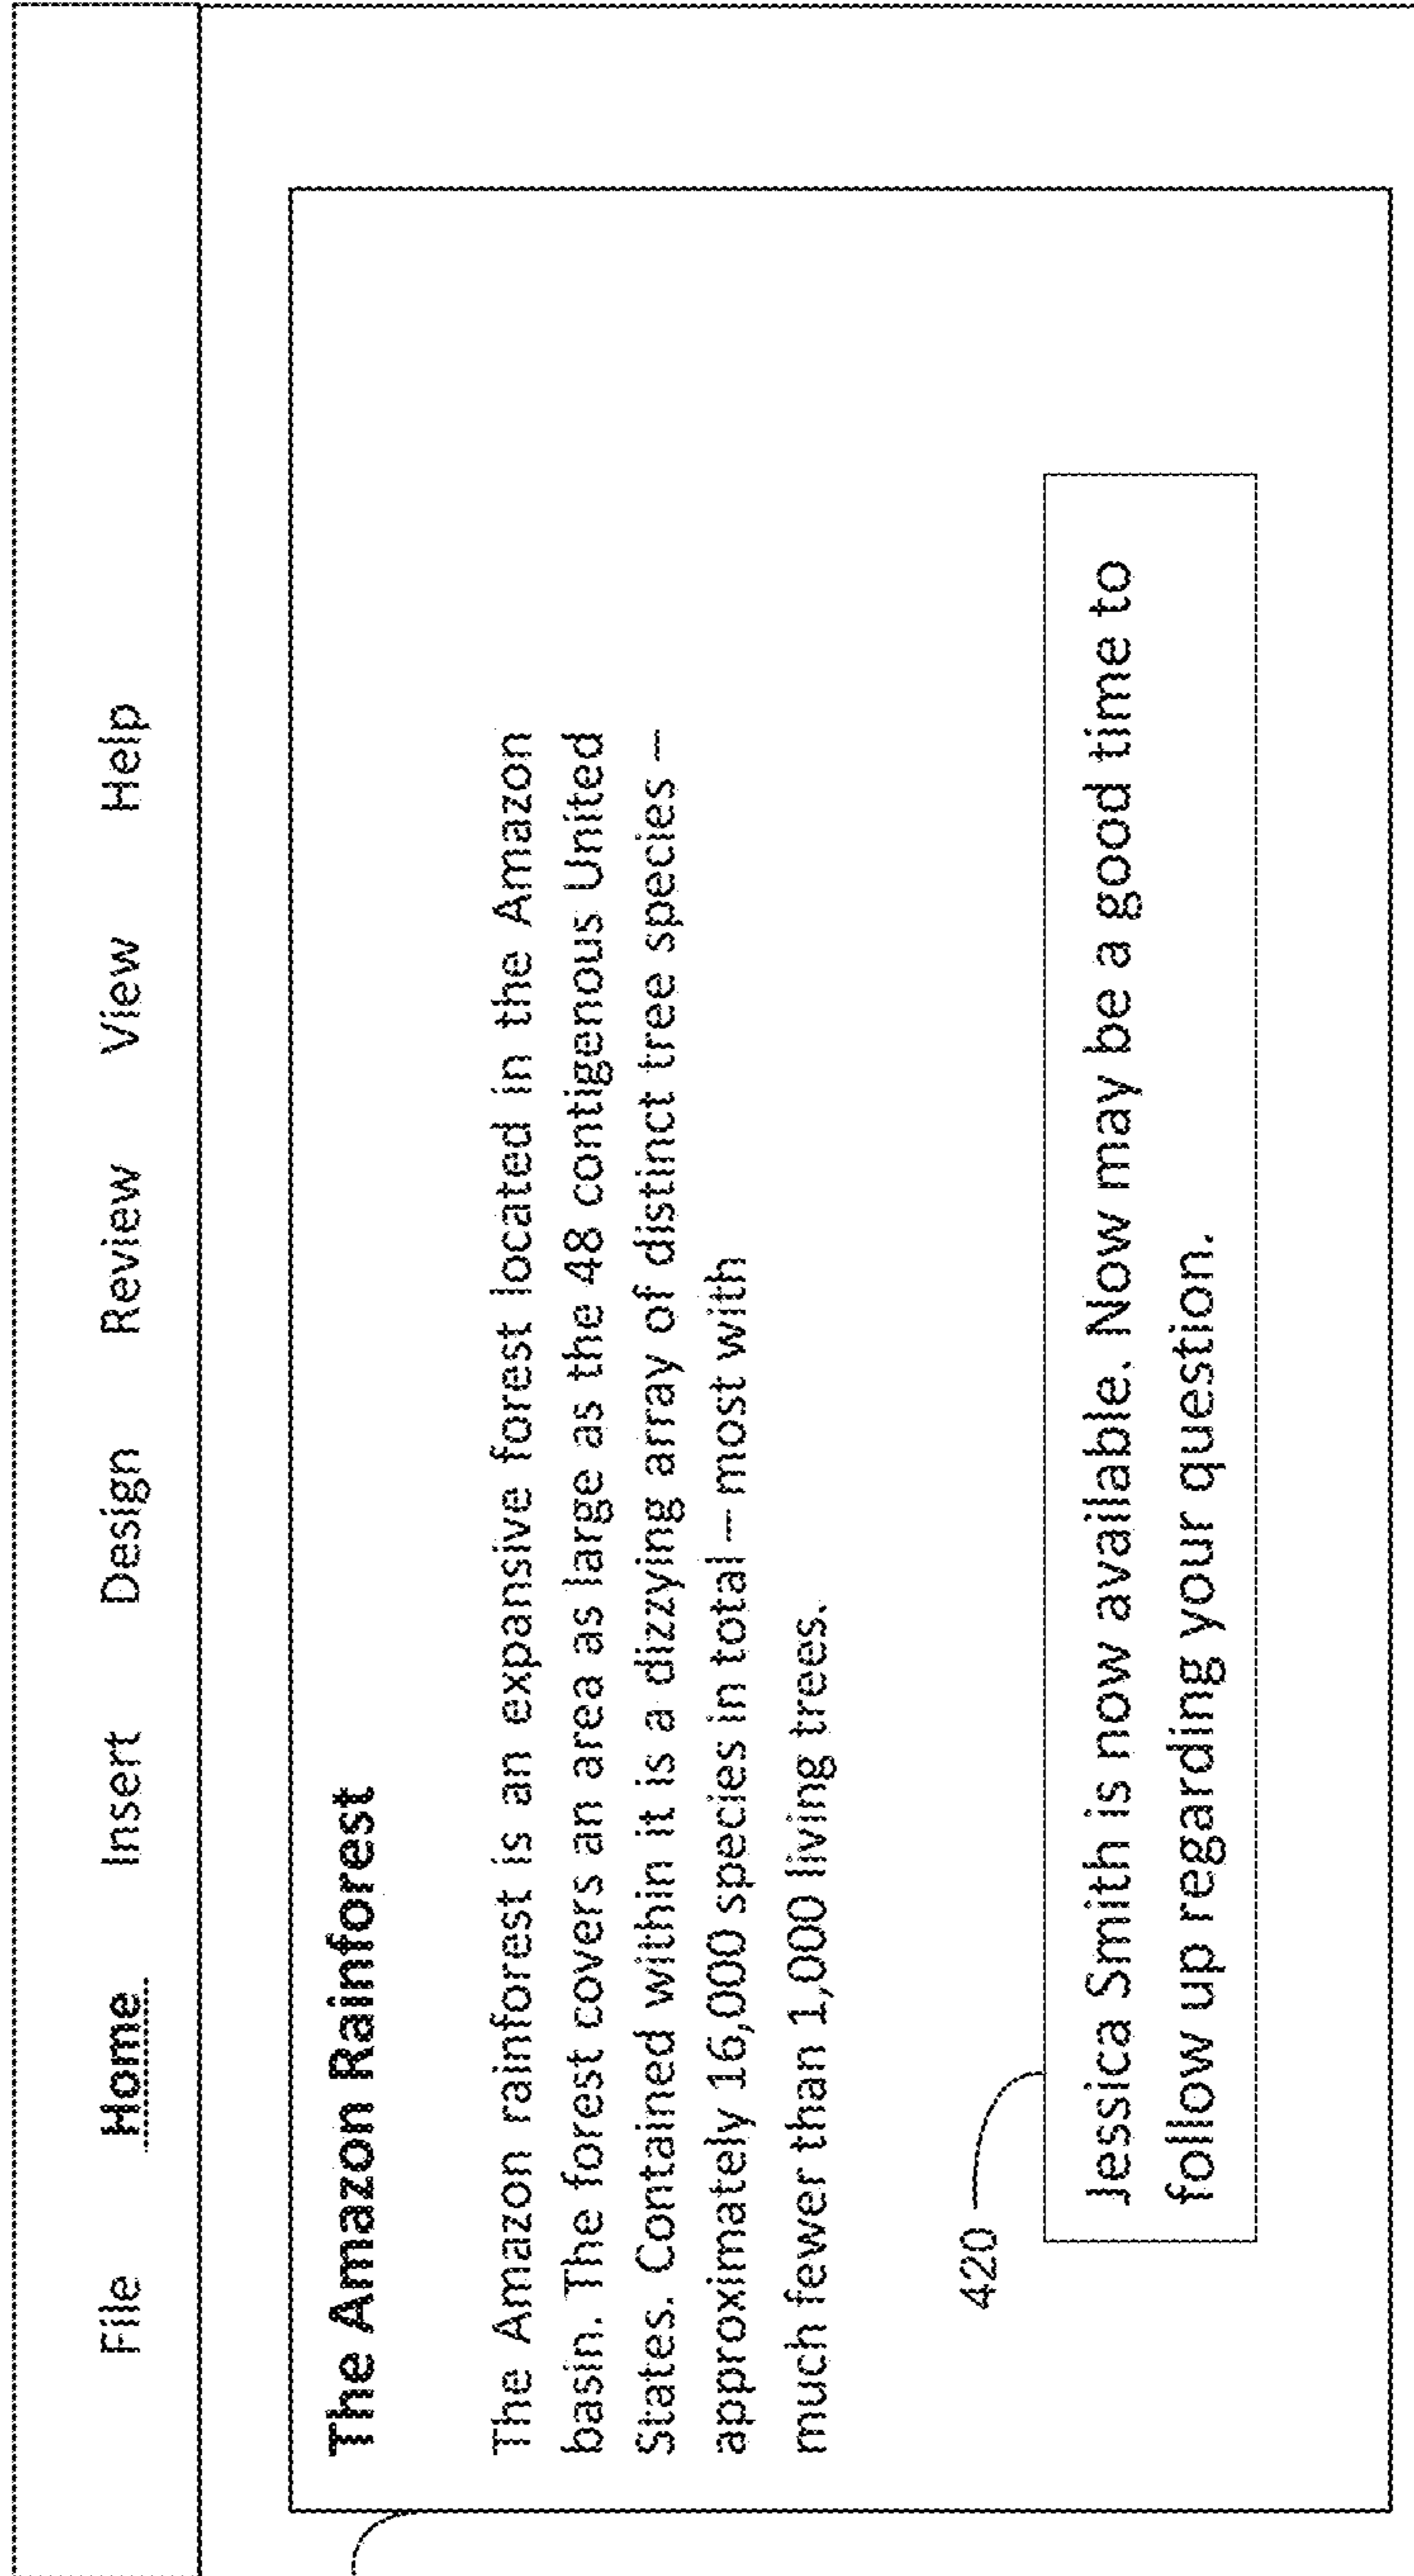 File Home Insert Design Review View Help
The Amazon Rainforest
The Amazon rainforest is an expansive forest located in the Amazon
basin. The forest covers an area as large as the 48 contigenous United
States. Contained within it is a dizzying array of distinct tree species –
approximately 16,000 species in total – most with
much fewer than 1,000 living trees.
420
Jessica Smith is now available. Now may be a good time to
follow up regarding your question.